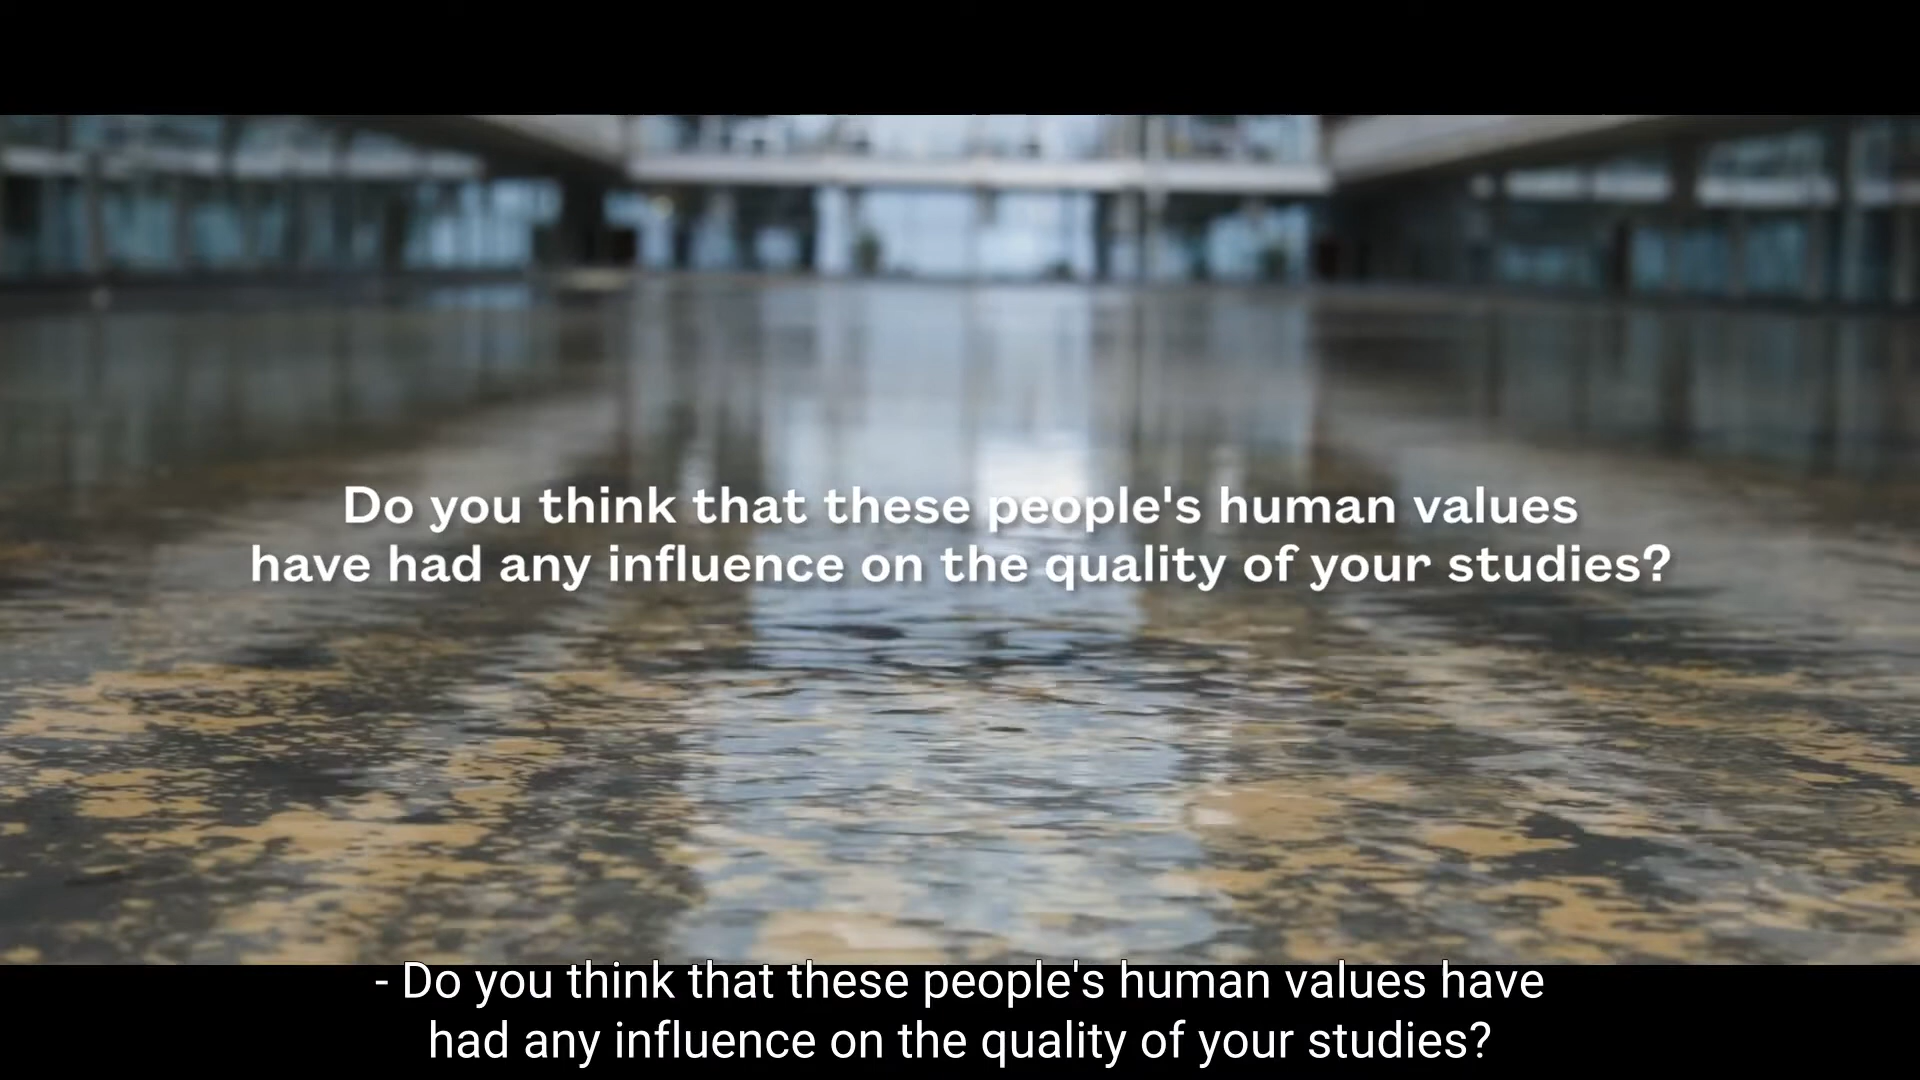 Do you think that these people's human values
have had any influence on the quality of your studies?
- Do you think that these people's human values have
had any influence on the quality of your studies?